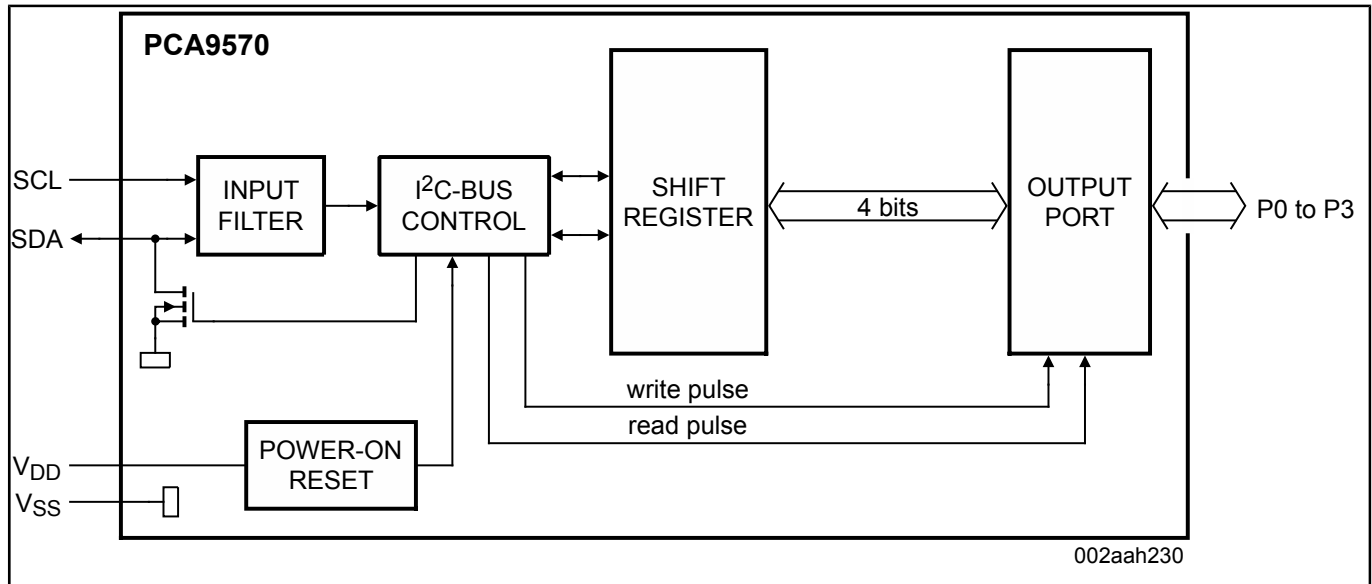 PCA9570
SCL
SDA
INPUT
FILTER
I²C-BUS
CONTROL
SHIFT
REGISTER
4 bits
OUTPUT
PORT
P0 to P3
write pulse
read pulse
POWER-ON
RESET
VDD
VSS
002aah230